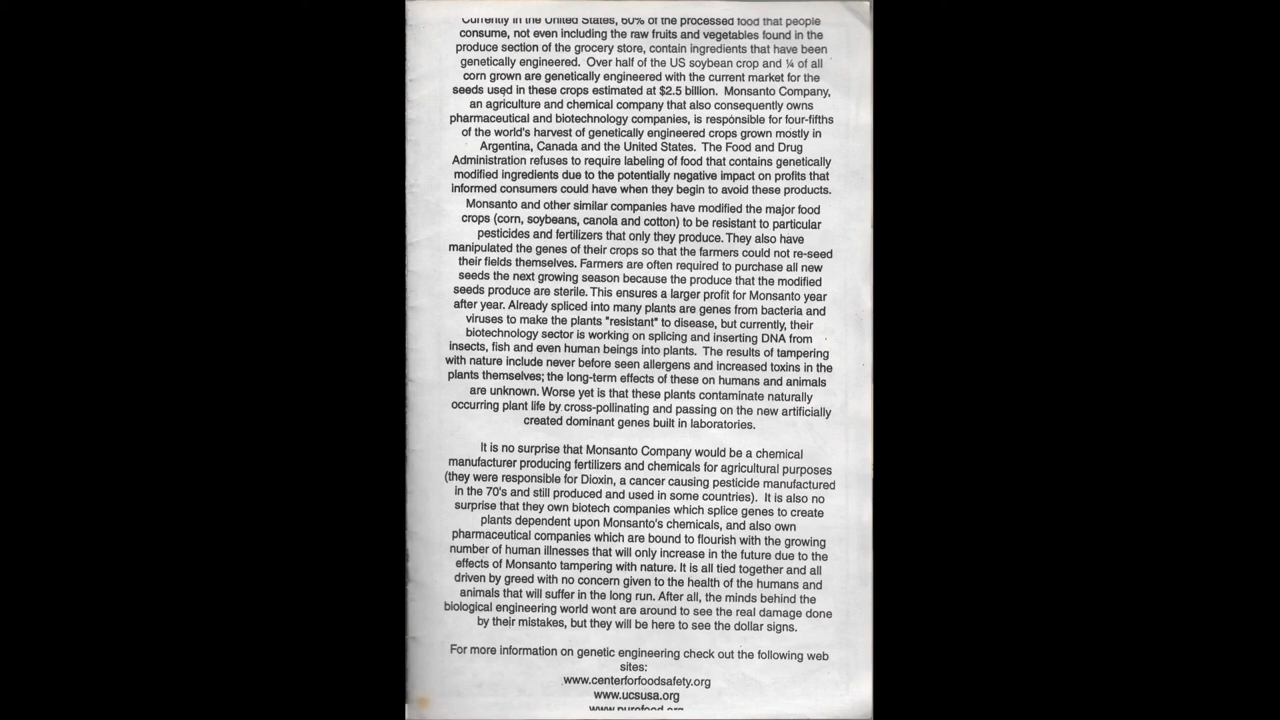 Currently in the United States, 60% of the processed food that people
consume, not even including the raw fruits and vegetables found in the
produce section of the grocery store, contain ingredients that have been
genetically engineered. Over half of the US soybean crop and ¼ of all
corn grown are genetically engineered with the current market for the
seeds used in these crops estimated at $2.5 billion. Monsanto Company,
an agriculture and chemical company that also consequently owns
pharmaceutical and biotechnology companies, is responsible for four-fifths
of the world's harvest of genetically engineered crops grown mostly in
Argentina, Canada and the United States. The Food and Drug
Administration refuses to require labeling of food that contains genetically
modified ingredients due to the potentially negative impact on profits that
informed consumers could have when they begin to avoid these products.
Monsanto and other similar companies have modified the major food
crops (corn, soybeans, canola and cotton) to be resistant to particular
pesticides and fertilizers that only they produce. They also have
manipulated the genes of their crops so that the farmers could not re-seed
their fields themselves. Farmers are often required to purchase all new
seeds the next growing season because the produce that the modified
seeds produce are sterile. This ensures a larger profit for Monsanto year
after year. Already spliced into many plants are genes from bacteria and
viruses to make the plants "resistant" to disease, but currently, their
biotechnology sector is working on splicing and inserting DNA from
insects, fish and even human beings into plants. The results of tampering
with nature include never before seen allergens and increased toxins in the
plants themselves; the long-term effects of these on humans and animals
are unknown. Worse yet is that these plants contaminate naturally
occurring plant life by cross-pollinating and passing on the new artificially
created dominant genes built in laboratories.
It is no surprise that Monsanto Company would be a chemical
manufacturer producing fertilizers and chemicals for agricultural purposes
(they were responsible for Dioxin, a cancer causing pesticide manufactured
in the 70's and still produced and used in some countries). It is also no
surprise that they own biotech companies which splice genes to create
plants dependent upon Monsanto's chemicals, and also own
pharmaceutical companies which are bound to flourish with the growing
number of human illnesses that will only increase in the future due to the
effects of Monsanto tampering with nature. It is all tied together and all
driven by greed with no concern given to the health of the humans and
animals that will suffer in the long run. After all, the minds behind the
biological engineering world wont are around to see the real damage done
by their mistakes, but they will be here to see the dollar signs.
For more information on genetic engineering check out the following web
sites:
www.centerforfoodsafety.org
www.ucsusa.org
www.purefood.org